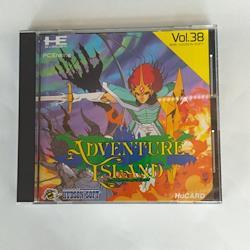 PC Engine
Vol.38
ADVENTURE
ISLAND
HUDSON SOFT
HuCARD